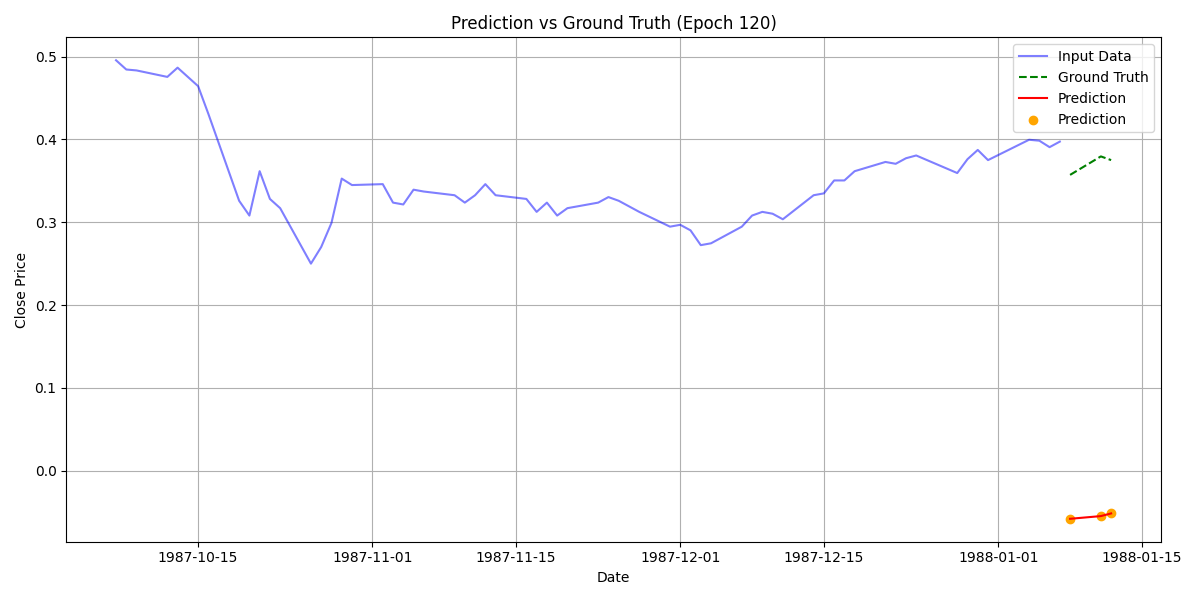 Prediction vs Ground Truth (Epoch 120)
Input Data
Ground Truth
Prediction
Prediction
Close Price
0.5
0.4
0.3
0.2
0.1
0.0
1987-10-15
1987-11-01
1987-11-15
1987-12-01
1987-12-15
1988-01-01
1988-01-15
Date